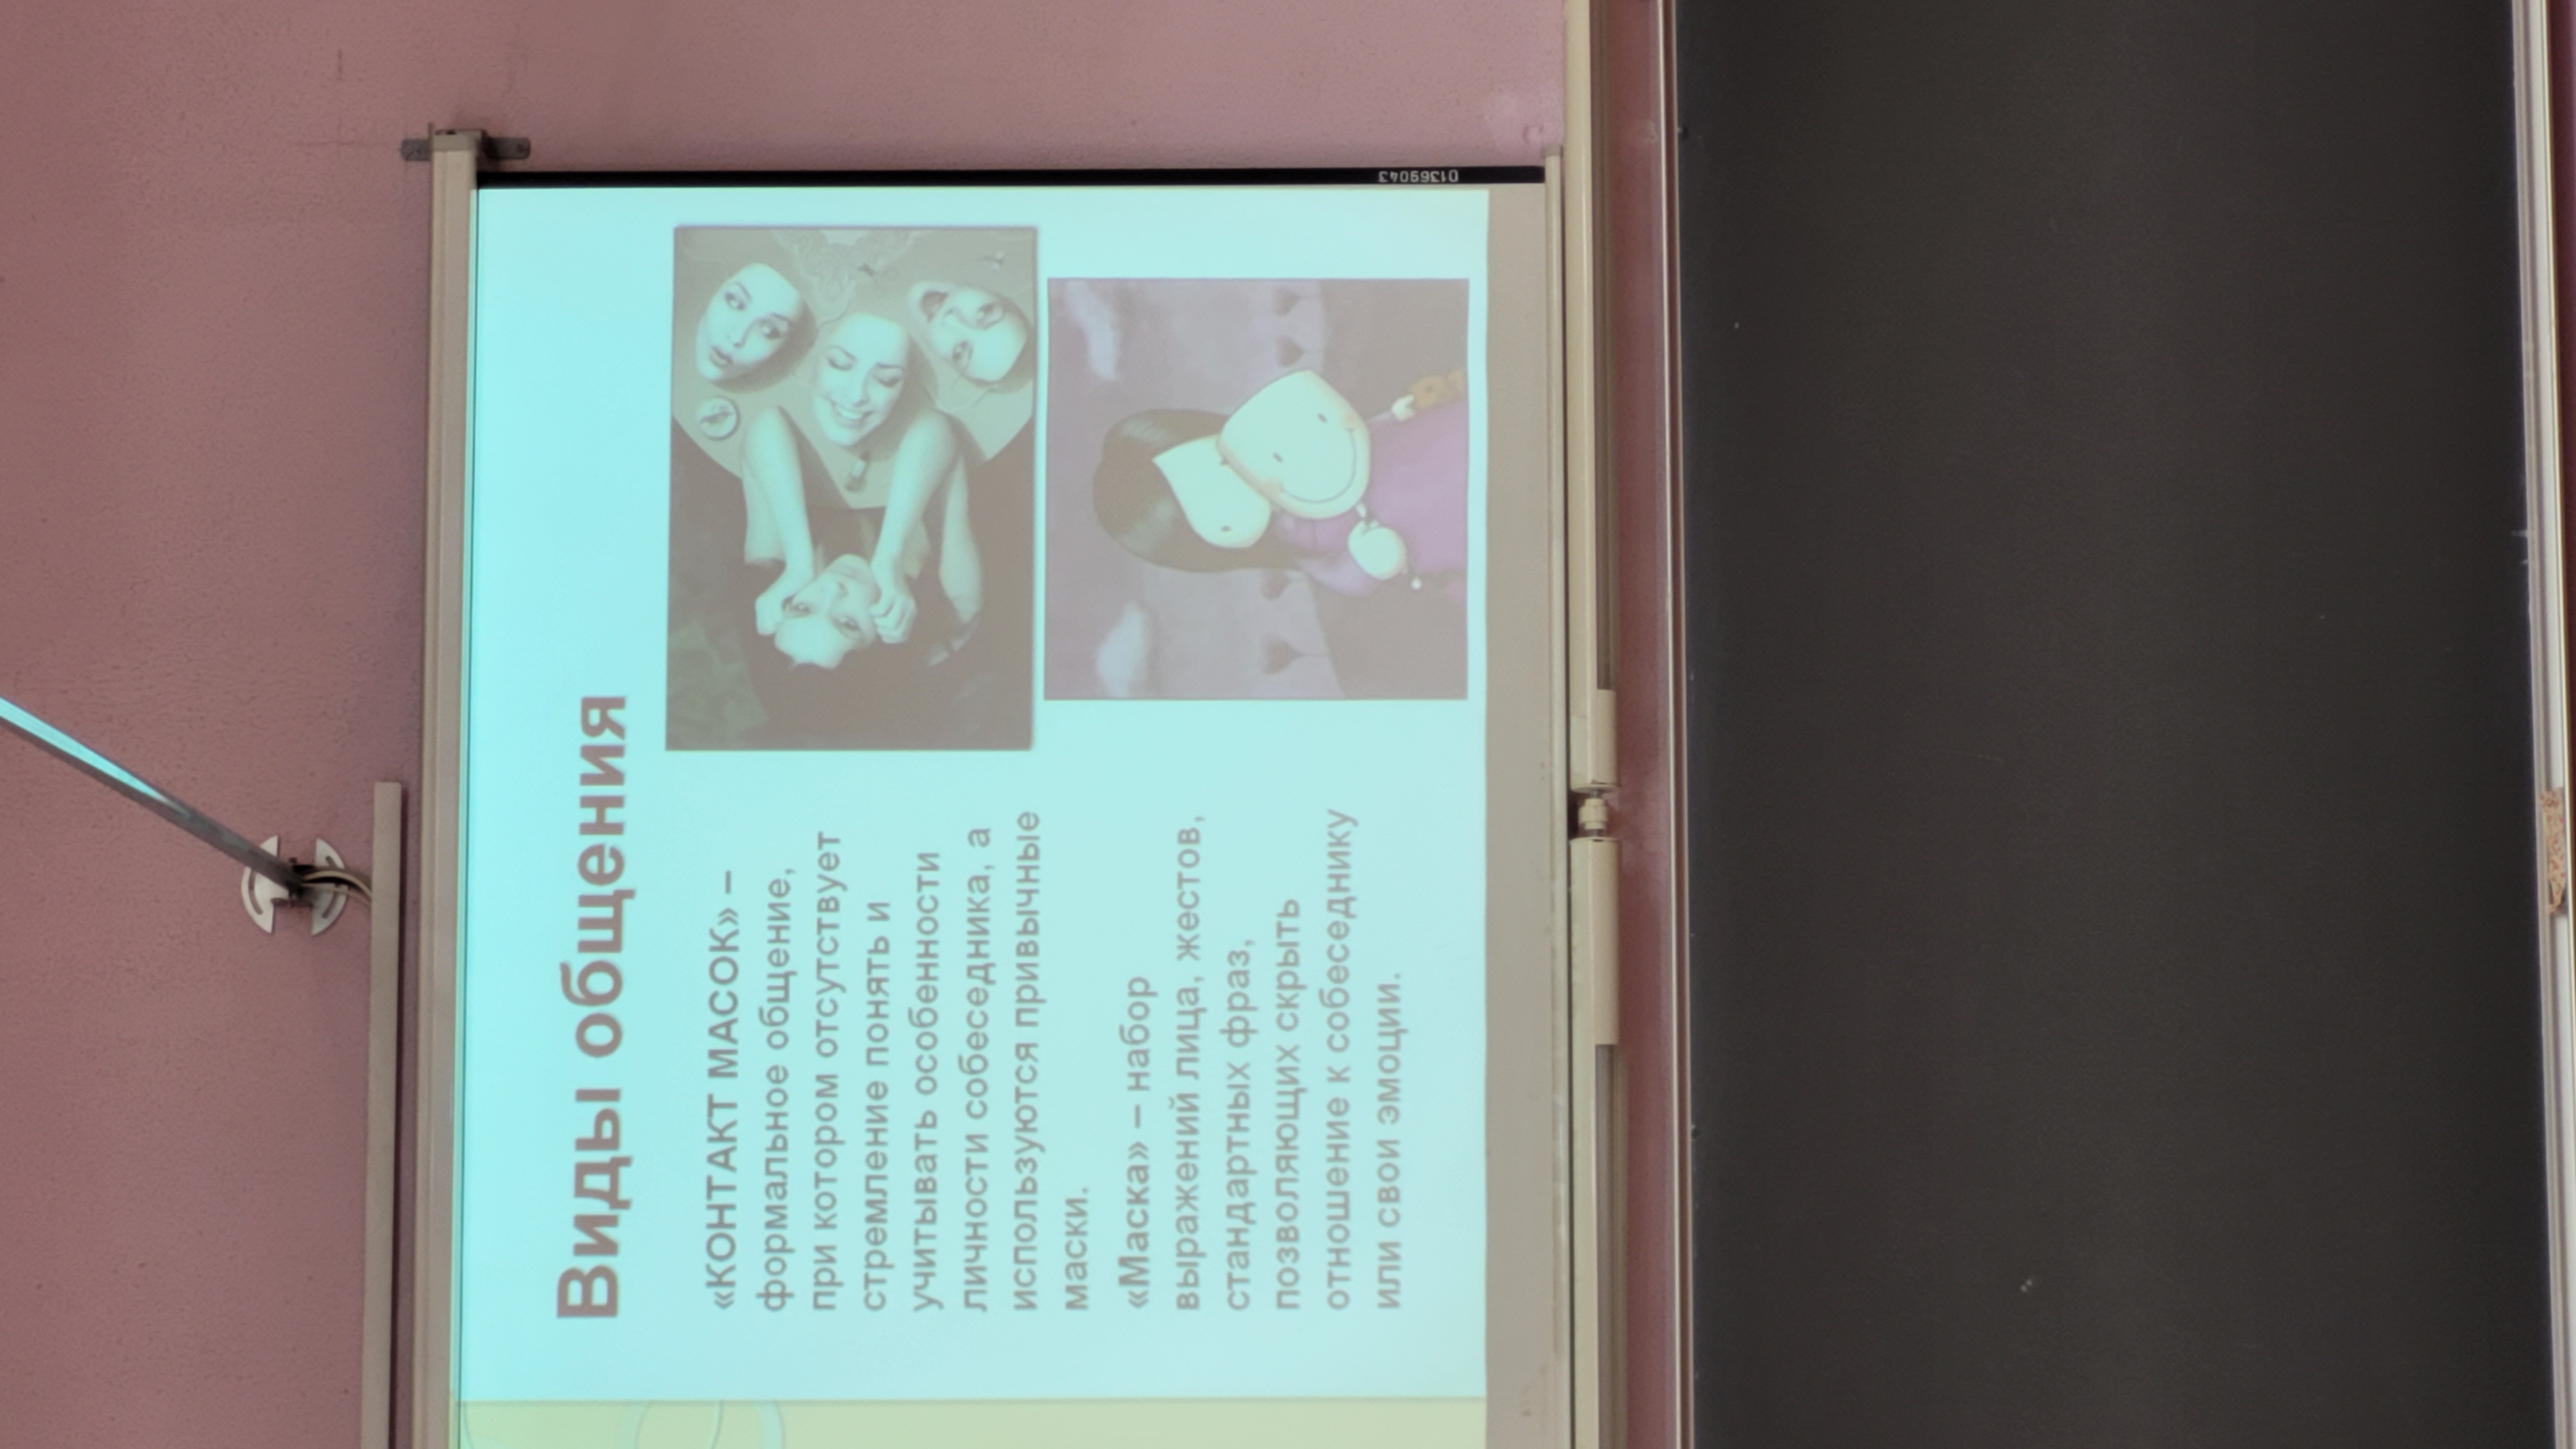 Виды общения
«КОНТАКТ МАСОК» –
формальное общение,
при котором отсутствует
стремление понять и
учитывать особенности
личности собеседника, а
используются привычные
маски.
«Маска» – набор
выражений лица, жестов,
стандартных фраз,
позволяющих скрыть
отношение к собеседнику
или свои эмоции.
01369043